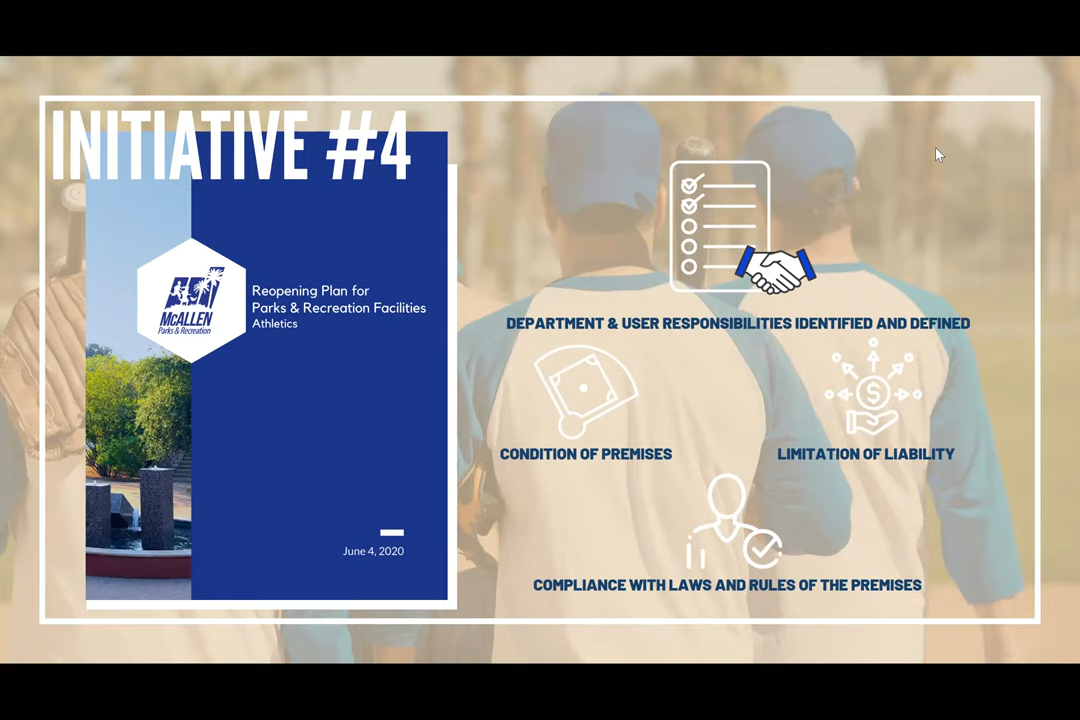 INITIATIVE #4
McALLEN
Parks & Recreation
Reopening Plan for
Parks & Recreation Facilities
Athletics
June 4, 2020
DEPARTMENT & USER RESPONSIBILITIES IDENTIFIED AND DEFINED
CONDITION OF PREMISES
$
LIMITATION OF LIABILITY
COMPLIANCE WITH LAWS AND RULES OF THE PREMISES